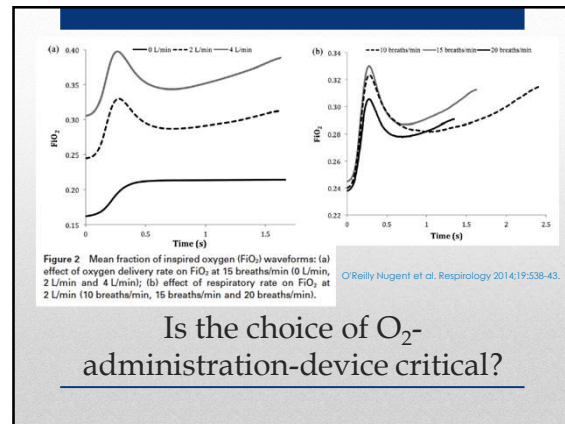 (a)
0 L/min 2 L/min 4 L/min
0.40
0.35
0.30
0.25
0.20
0.15
FiO2
0 0.5 1 1.5
Time (s)
(b)
10 breaths/min 15 breaths/min 20 breaths/min
0.34
0.32
0.30
0.28
0.26
0.24
0.22
FiO2
0.0 0.5 1.0 1.5 2.0 2.5
Time (s)
Figure 2 Mean fraction of inspired oxygen (FiO2) waveforms: (a)
effect of oxygen delivery rate on FiO2 at 15 breaths/min (0 L/min,
2 L/min and 4 L/min); (b) effect of respiratory rate on FiO2 at
2 L/min (10 breaths/min, 15 breaths/min and 20 breaths/min).
O'Reilly Nugent et al. Respirology 2014;19:538-43.
Is the choice of O2-
administration-device critical?